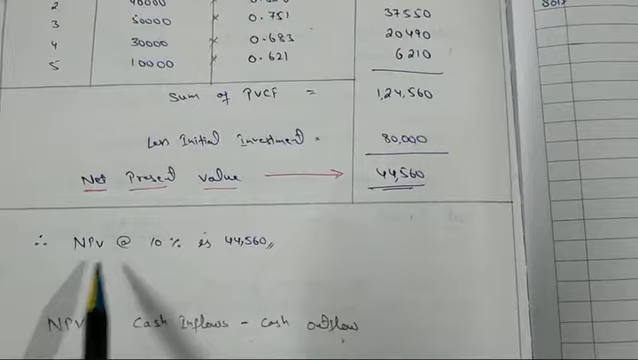 2 40000
3 50000 × 0.751 37550
4 30000 × 0.683 20490
5 10000 × 0.621 6210
Sum of PVCF = 1,24,560
Less Initial Investment = 80,000
Net Present Value → 44,560
∴ NPV @ 10% is 44,560
NPV Cash Inflows - Cash outflow